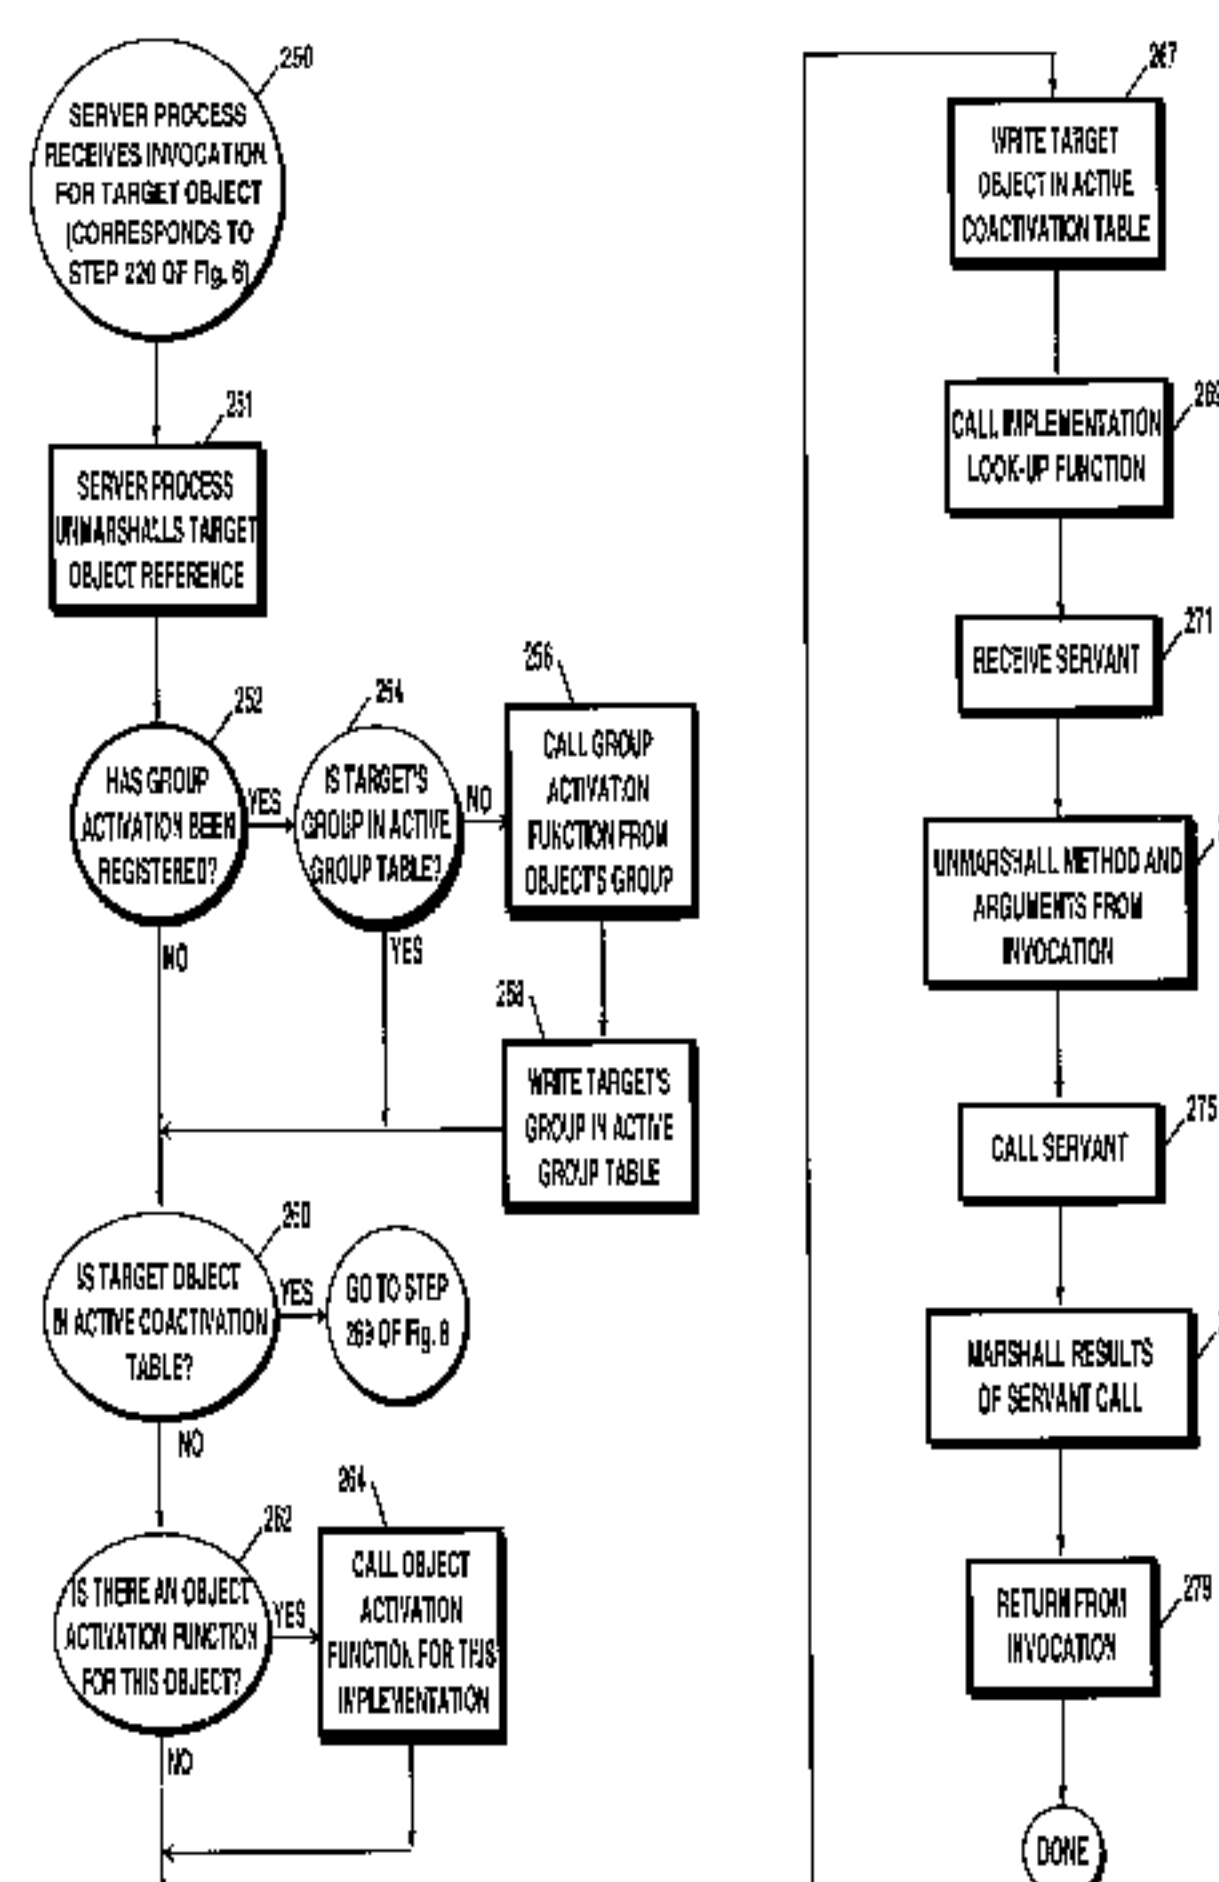 250
SERVER PROCESS
RECEIVES INVOCATION
FOR TARGET OBJECT
(CORRESPONDS TO
STEP 220 OF Fig. 6)
251
SERVER PROCESS
UNMARSHALLS TARGET
OBJECT REFERENCE
252
HAS GROUP
ACTIVATION BEEN
REGISTERED?
YES
NO
254
IS TARGET'S
GROUP IN ACTIVE
GROUP TABLE?
NO
YES
256
CALL GROUP
ACTIVATION
FUNCTION FROM
OBJECT'S GROUP
258
WRITE TARGET'S
GROUP IN ACTIVE
GROUP TABLE
260
IS TARGET OBJECT
IN ACTIVE COACTIVATION
TABLE?
YES
NO
GO TO STEP
269 OF Fig. 8
262
IS THERE AN OBJECT
ACTIVATION FUNCTION
FOR THIS OBJECT?
YES
NO
264
CALL OBJECT
ACTIVATION
FUNCTION FOR THIS
IMPLEMENTATION
267
WRITE TARGET
OBJECT IN ACTIVE
COACTIVATION TABLE
269
CALL IMPLEMENTATION
LOOK-UP FUNCTION
271
RECEIVE SERVANT
UNMARSHALL METHOD AND
ARGUMENTS FROM
INVOCATION
275
CALL SERVANT
MARSHALL RESULTS
OF SERVANT CALL
279
RETURN FROM
INVOCATION
DONE